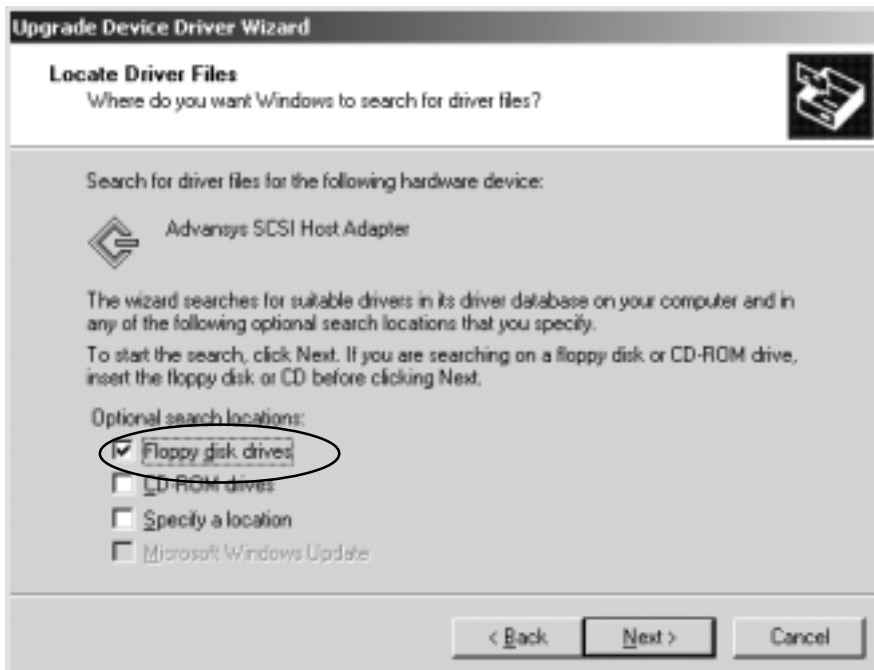 Upgrade Device Driver Wizard
Locate Driver Files
Where do you want Windows to search for driver files?
Search for driver files for the following hardware device:
Advansys SCSI Host Adapter
The wizard searches for suitable drivers in its driver database on your computer and in
any of the following optional search locations that you specify.
To start the search, click Next. If you are searching on a floppy disk or CD-ROM drive,
insert the floppy disk or CD before clicking Next.
Optional search locations:
Floppy disk drives
CD-ROM drives
Specify a location
Microsoft Windows Update
< Back Next > Cancel